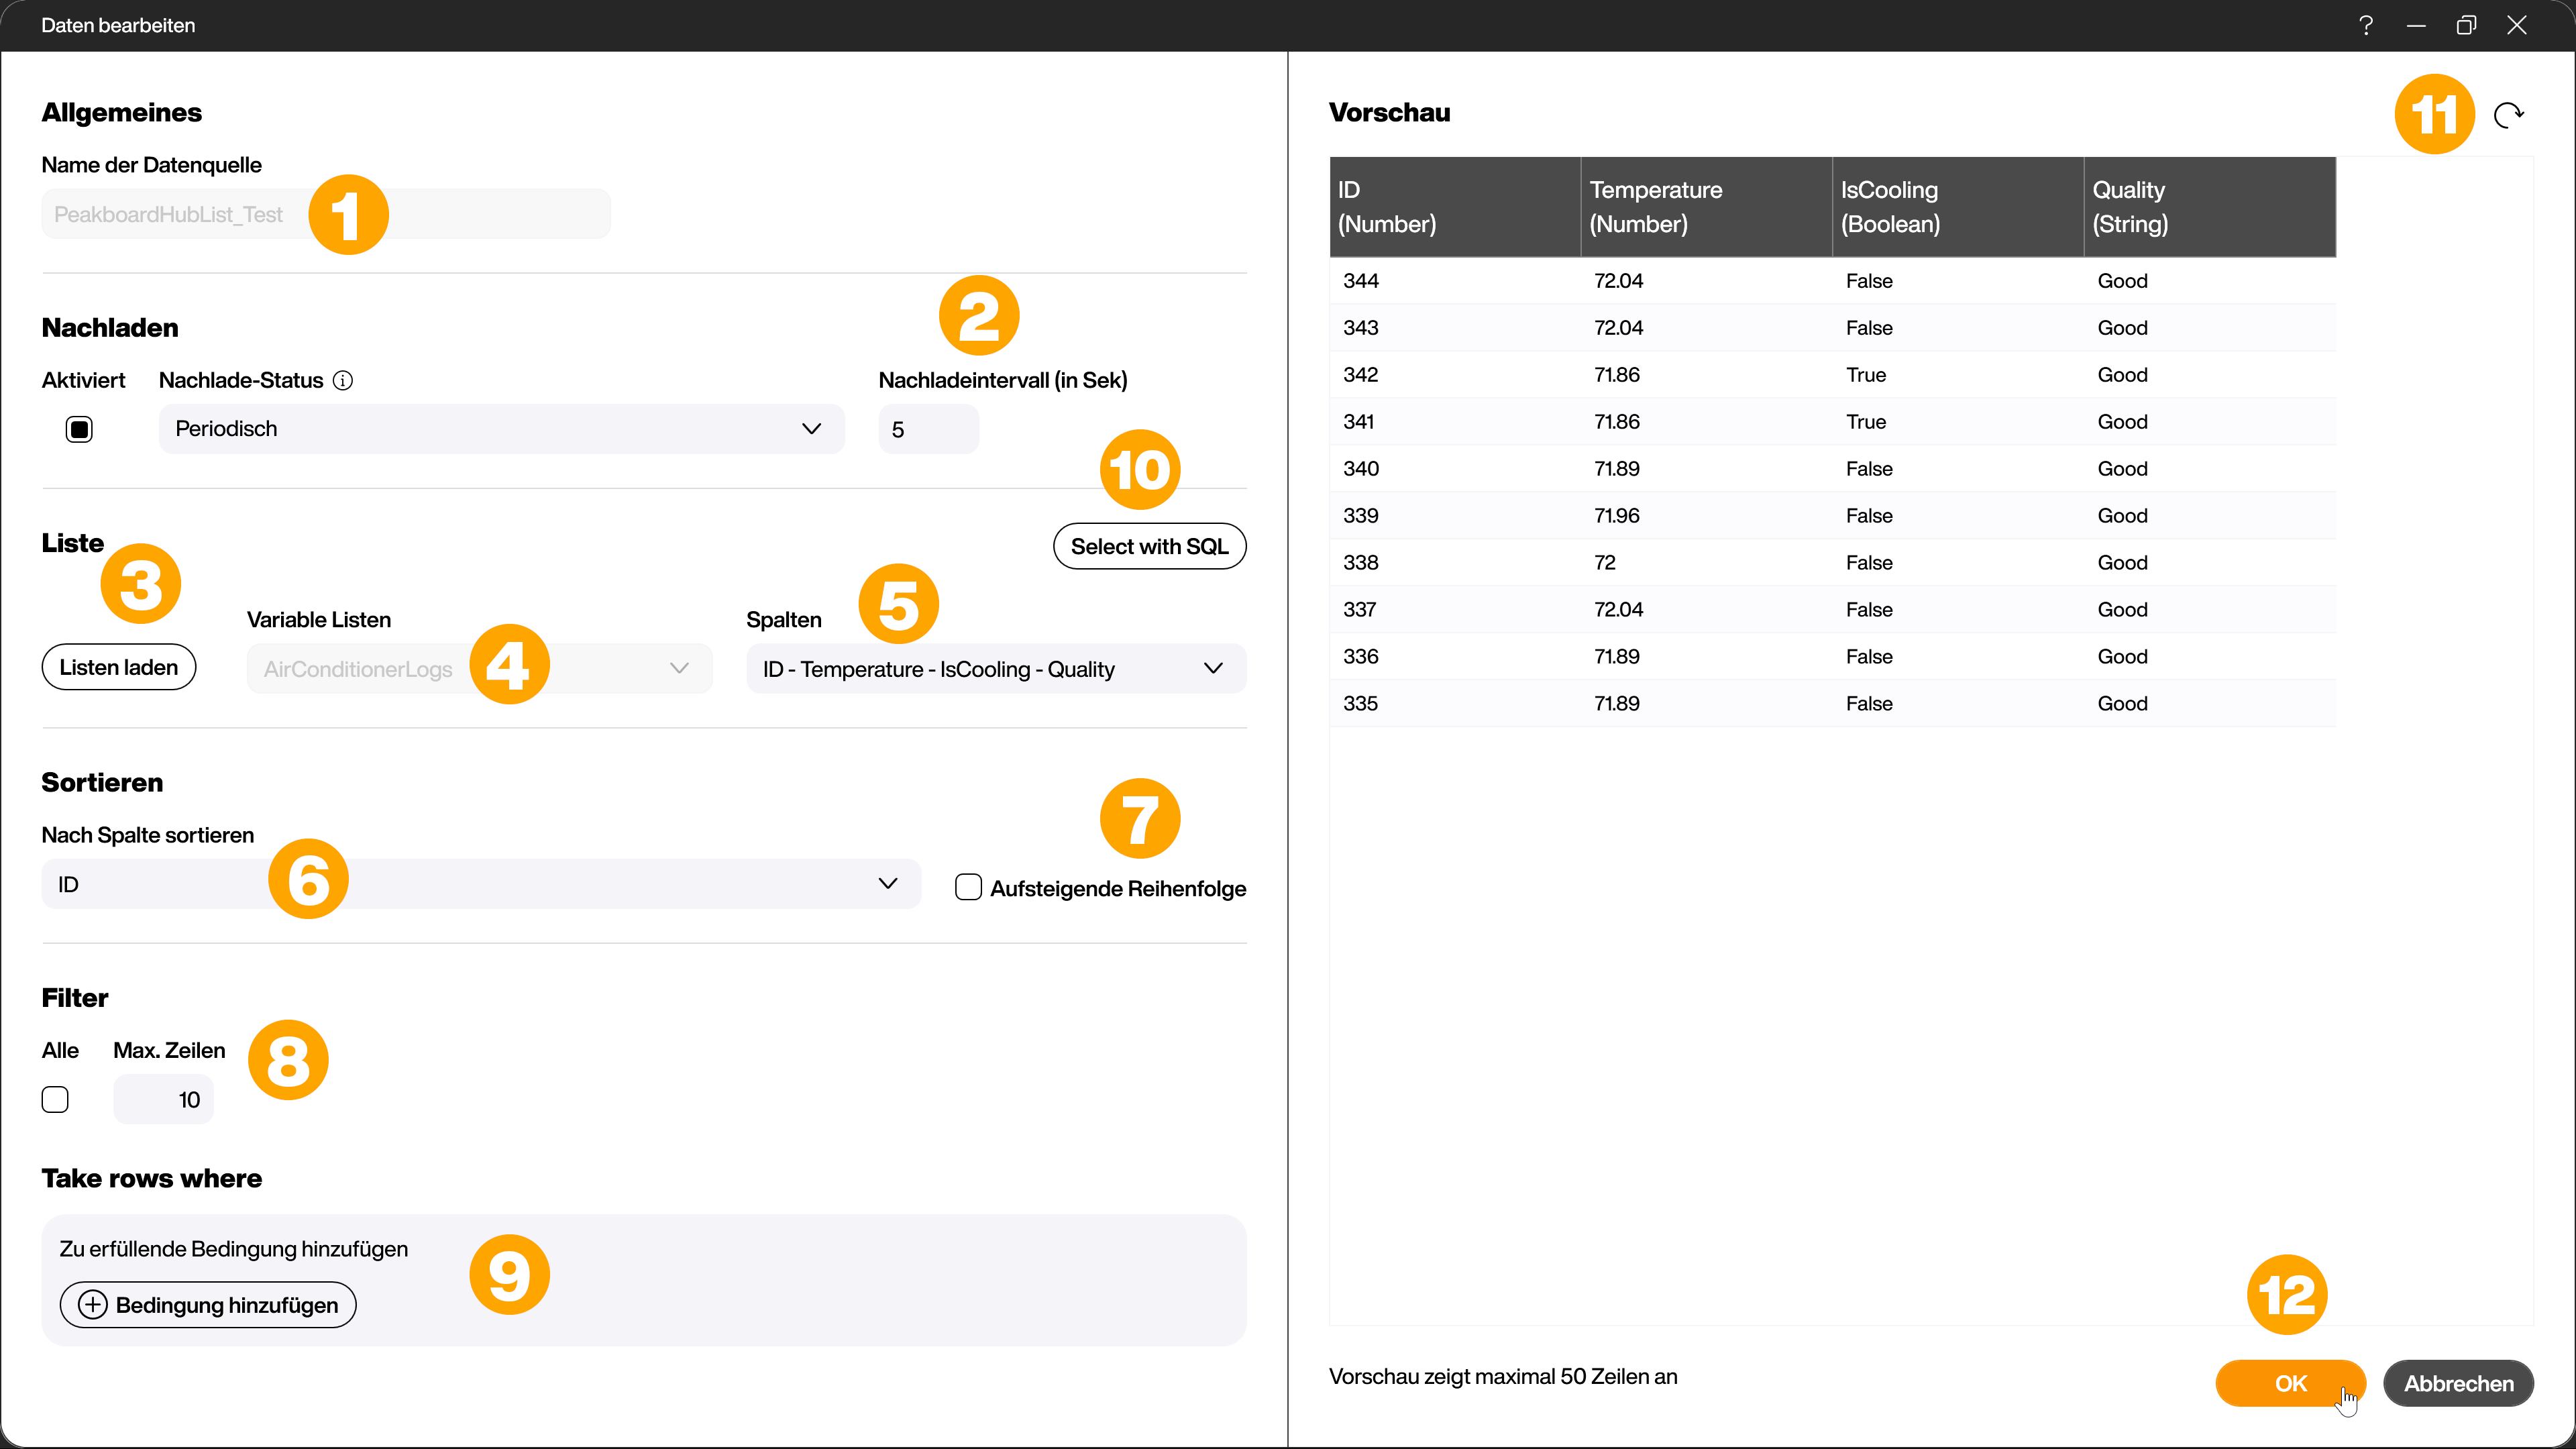 Daten bearbeiten
?
Allgemeines
Name der Datenquelle
PeakboardHubList_Test
1
2
Nachladen
Aktiviert
Nachlade-Status
Nachladeintervall (in Sek)
Periodisch
5
10
Liste
Select with SQL
3
5
Variable Listen
Spalten
Listen laden
AirConditionerLogs
4
ID - Temperature - IsCooling - Quality
Sortieren
7
Nach Spalte sortieren
ID
6
Aufsteigende Reihenfolge
Filter
Alle
Max. Zeilen
8
10
Take rows where
Zu erfüllende Bedingung hinzufügen
9
Bedingung hinzufügen
Vorschau
11
ID (Number) Temperature (Number) IsCooling (Boolean) Quality (String)
344 72.04 False Good
343 72.04 False Good
342 71.86 True Good
341 71.86 True Good
340 71.89 False Good
339 71.96 False Good
338 72 False Good
337 72.04 False Good
336 71.89 False Good
335 71.89 False Good
12
Vorschau zeigt maximal 50 Zeilen an
OK
Abbrechen